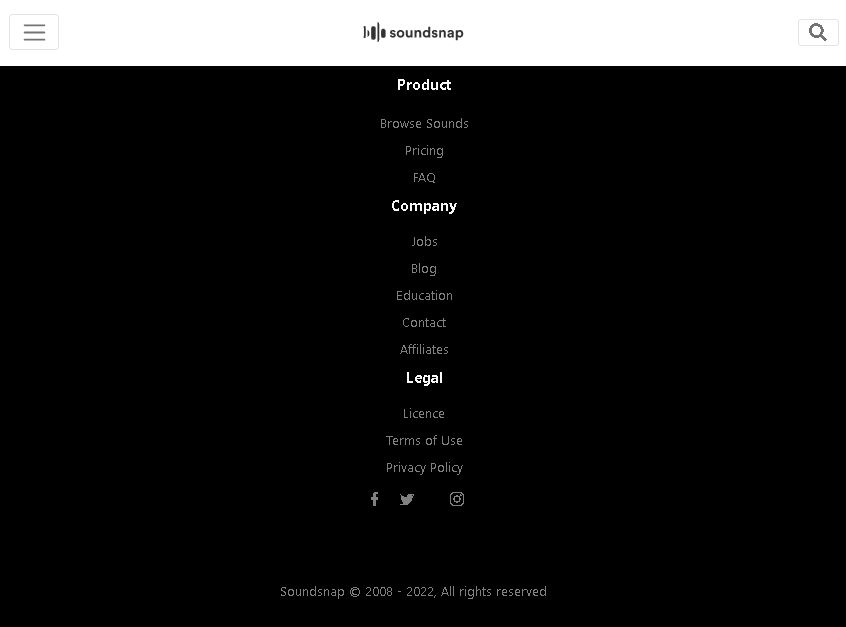 soundsnap
Product
Browse Sounds
Pricing
FAQ
Company
Jobs
Blog
Education
Contact
Affiliates
Legal
Licence
Terms of Use
Privacy Policy
Soundsnap © 2008 - 2022, All rights reserved